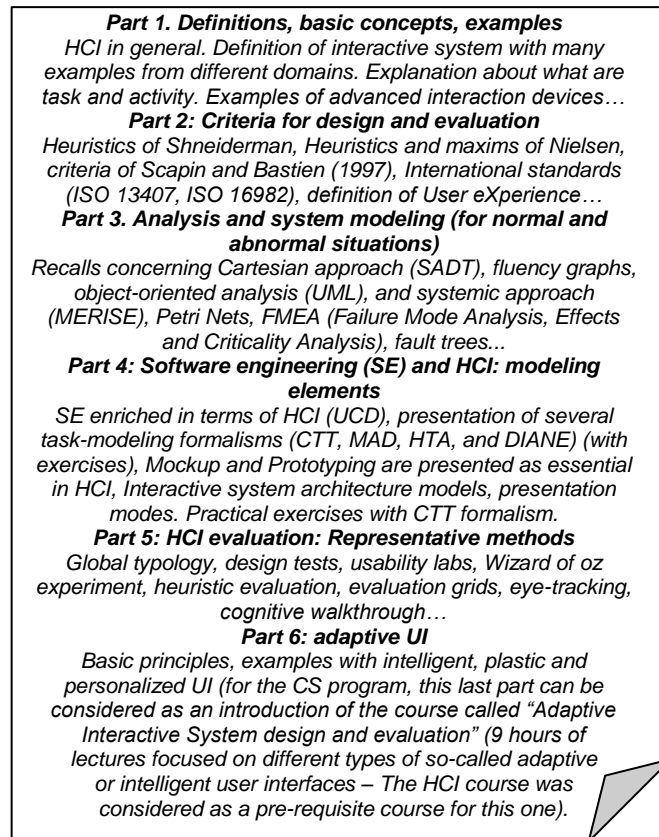 Part 1. Definitions, basic concepts, examples
HCI in general. Definition of interactive system with many
examples from different domains. Explanation about what are
task and activity. Examples of advanced interaction devices…
Part 2: Criteria for design and evaluation
Heuristics of Shneiderman, Heuristics and maxims of Nielsen,
criteria of Scapin and Bastien (1997), International standards
(ISO 13407, ISO 16982), definition of User eXperience…
Part 3. Analysis and system modeling (for normal and
abnormal situations)
Recalls concerning Cartesian approach (SADT), fluency graphs,
object-oriented analysis (UML), and systemic approach
(MERISE), Petri Nets, FMEA (Failure Mode Analysis, Effects
and Criticality Analysis), fault trees...
Part 4: Software engineering (SE) and HCI: modeling
elements
SE enriched in terms of HCI (UCD), presentation of several
task-modeling formalisms (CTT, MAD, HTA, and DIANE) (with
exercises), Mockup and Prototyping are presented as essential
in HCI, Interactive system architecture models, presentation
modes. Practical exercises with CTT formalism.
Part 5: HCI evaluation: Representative methods
Global typology, design tests, usability labs, Wizard of oz
experiment, heuristic evaluation, evaluation grids, eye-tracking,
cognitive walkthrough…
Part 6: adaptive UI
Basic principles, examples with intelligent, plastic and
personalized UI (for the CS program, this last part can be
considered as an introduction of the course called “Adaptive
Interactive System design and evaluation” (9 hours of
lectures focused on different types of so-called adaptive
or intelligent user interfaces – The HCI course was
considered as a pre-requisite course for this one).